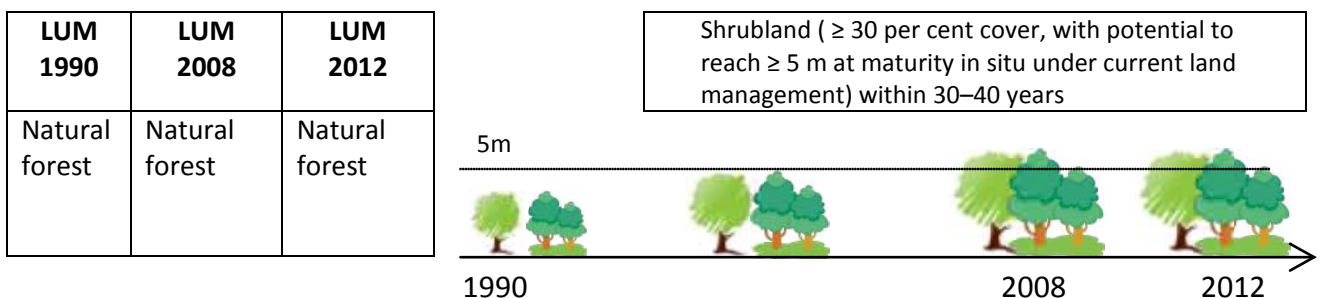 LUM
1990
LUM
2008
LUM
2012
Natural
forest
Natural
forest
Natural
forest
Shrubland ( ≥ 30 per cent cover, with potential to
reach ≥ 5 m at maturity in situ under current land
management) within 30–40 years
5m
1990
2008
2012